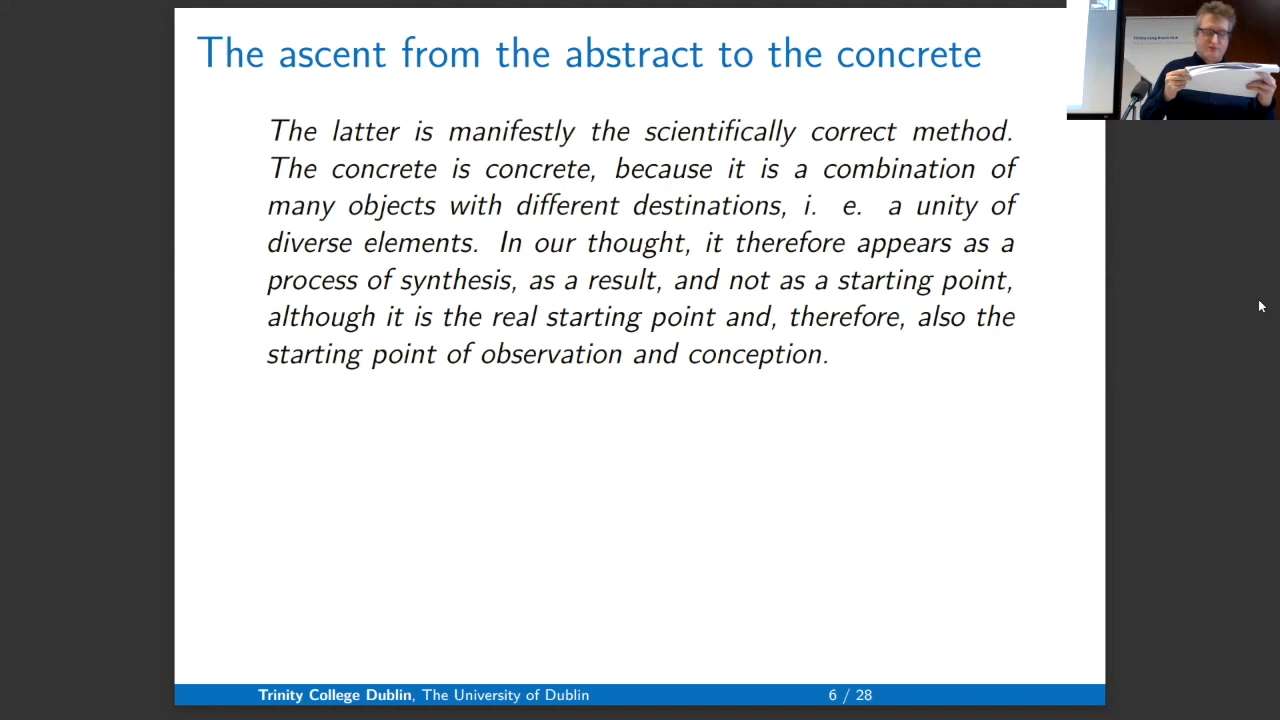 The ascent from the abstract to the concrete
The latter is manifestly the scientifically correct method.
The concrete is concrete, because it is a combination of
many objects with different destinations, i. e. a unity of
diverse elements. In our thought, it therefore appears as a
process of synthesis, as a result, and not as a starting point,
although it is the real starting point and, therefore, also the
starting point of observation and conception.
Trinity College Dublin, The University of Dublin
6 / 28
Trinity Long Room Hub